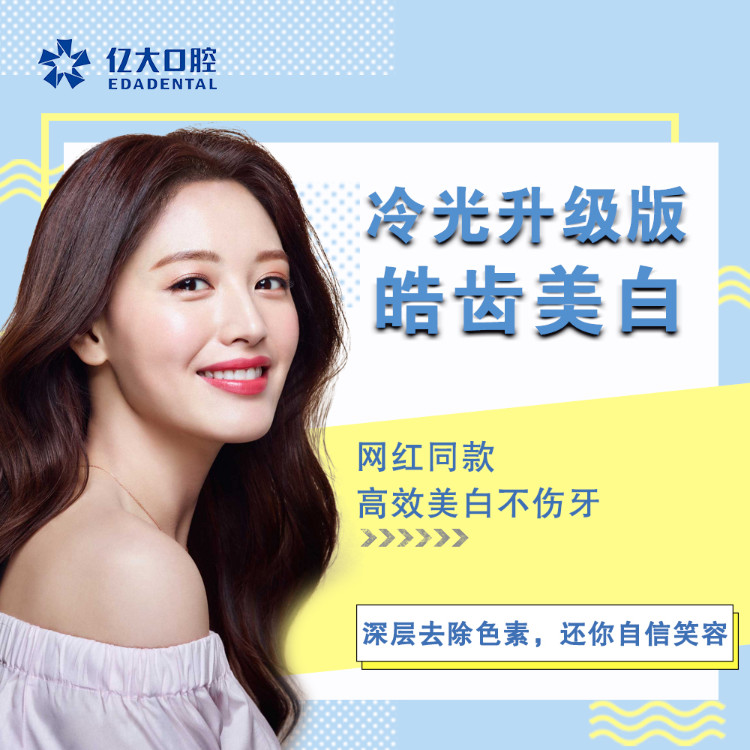 亿大口腔
EDADENTAL
冷光升级版
皓齿美白
网红同款
高效美白不伤牙
深层去除色素，还你自信笑容